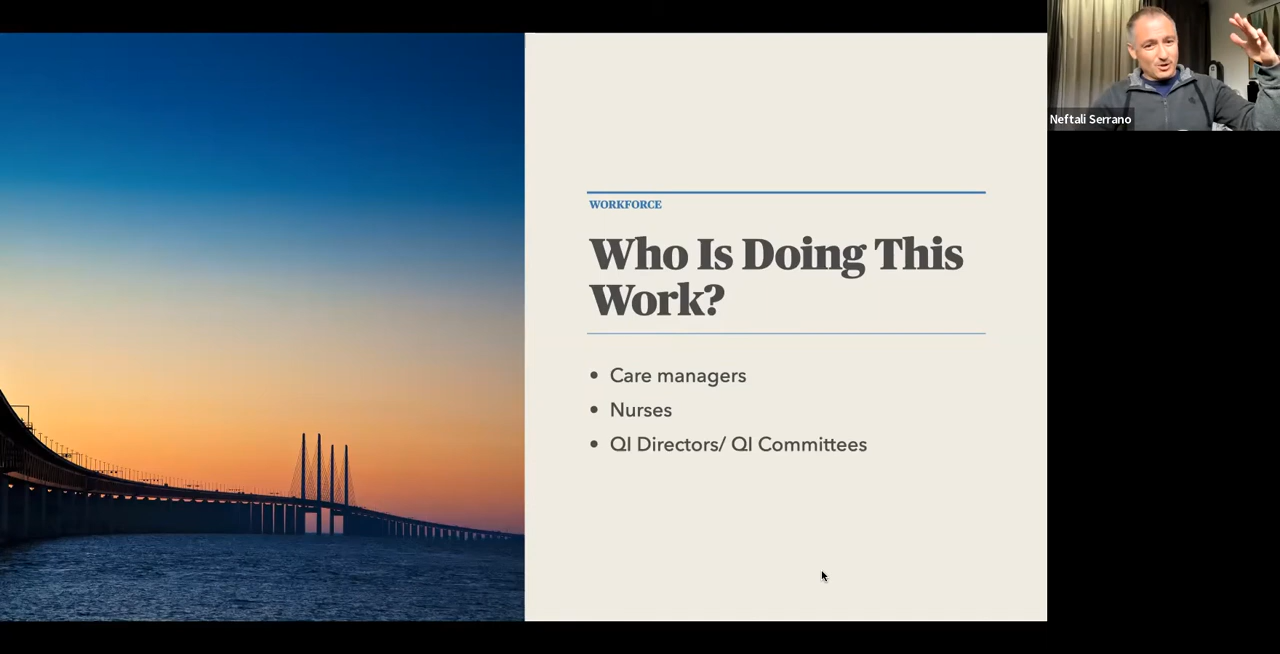 Neftali Serrano
WORKFORCE
Who Is Doing This
Work?
• Care managers
• Nurses
• QI Directors/ QI Committees